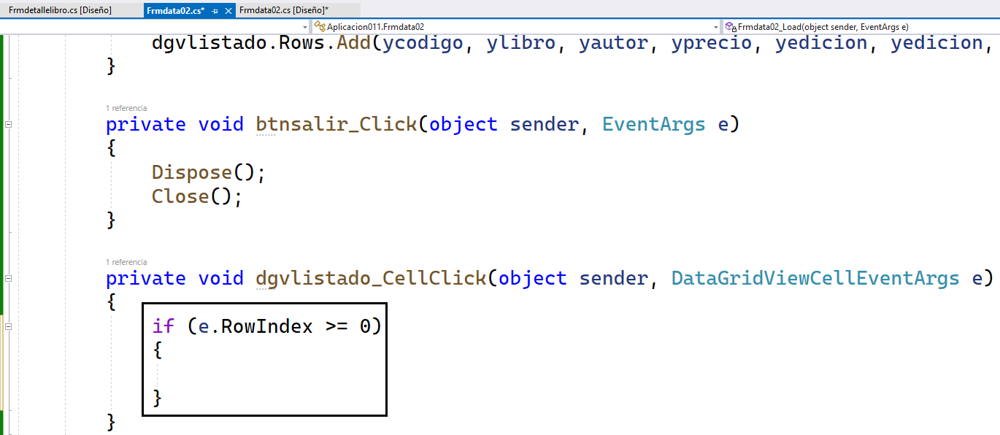 Frmdetallelibro.cs [Diseño] Frmdata02.cs* Frmdata02.cs [Diseño]*
Aplicacion011.Frmdata02 Frmdata02_Load(object sender, EventArgs e)
dgvlistado.Rows.Add(ycodigo, ylibro, yautor, yprecio, yedicion, yedicion,
}
1 referencia
private void btnsalir_Click(object sender, EventArgs e)
{
Dispose();
Close();
}
1 referencia
private void dgvlistado_CellClick(object sender, DataGridViewCellEventArgs e)
{
if (e.RowIndex >= 0)
{
}
}